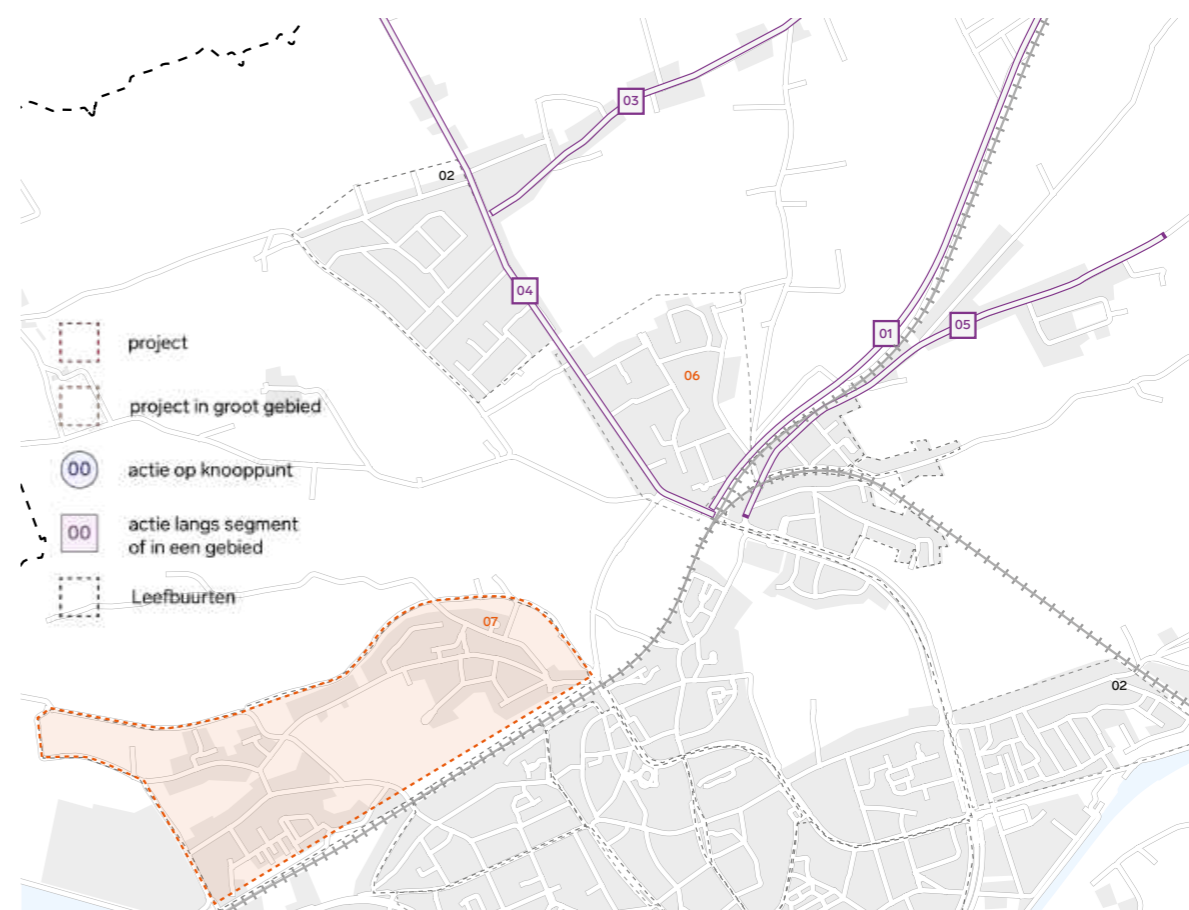 03
02
04
01
05
06
project
project in groot gebied
00
actie op knooppunt
00
actie langs segment
of in een gebied
Leefbuurten
07
02